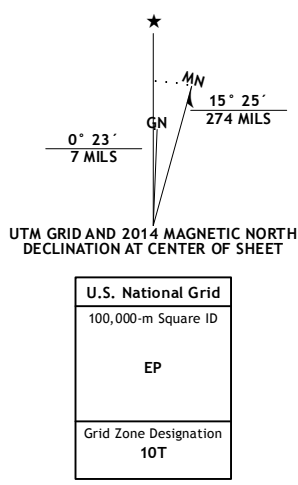 ★
MN
15° 25´
274 MILS
GN
0° 23´
7 MILS
UTM GRID AND 2014 MAGNETIC NORTH
DECLINATION AT CENTER OF SHEET
U.S. National Grid
100,000-m Square ID
EP
Grid Zone Designation
10T